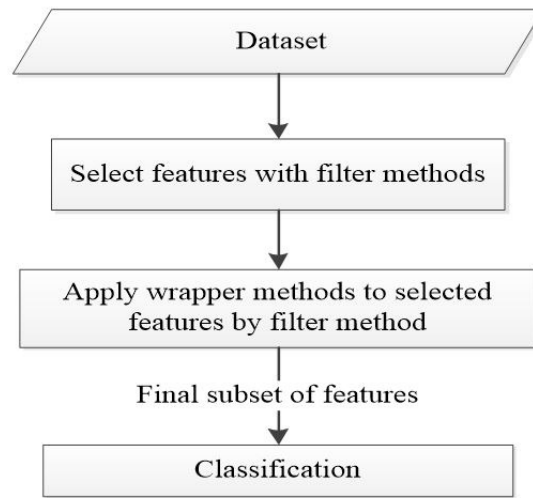 Dataset
Select features with filter methods
Apply wrapper methods to selected
features by filter method
Final subset of features
Classification